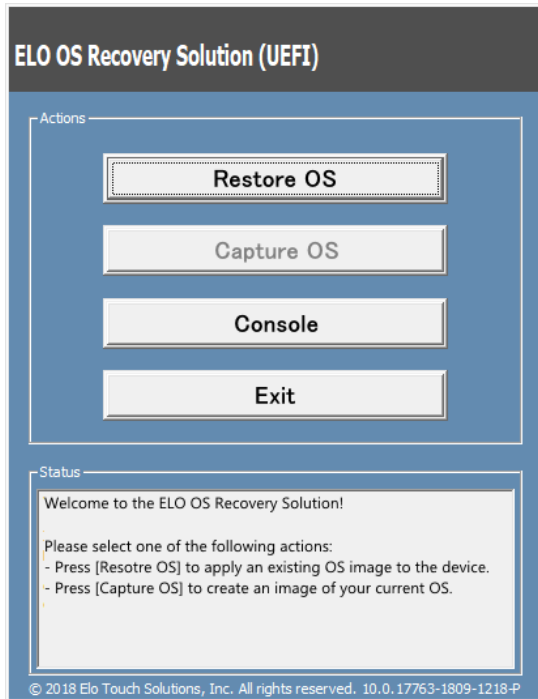 ELO OS Recovery Solution (UEFI)
Actions
Restore OS
Capture OS
Console
Exit
Status
Welcome to the ELO OS Recovery Solution!
Please select one of the following actions:
- Press [Resotre OS] to apply an existing OS image to the device.
- Press [Capture OS] to create an image of your current OS.
© 2018 Elo Touch Solutions, Inc. All rights reserved. 10.0.17763-1809-1218-P